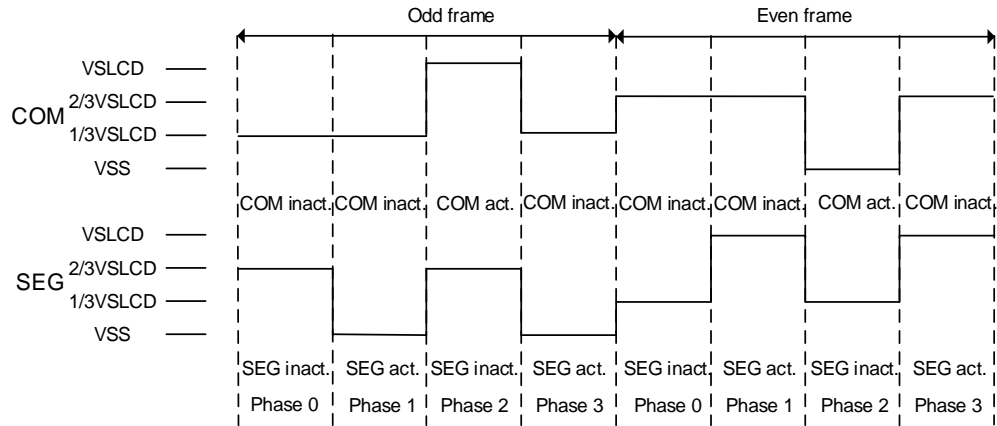 Odd frame Even frame
VSLCD
COM 2/3VSLCD
1/3VSLCD
VSS
COM inact. COM inact. COM act. COM inact. COM inact. COM inact. COM act. COM inact.
VSLCD
SEG 2/3VSLCD
1/3VSLCD
VSS
SEG inact. SEG act. SEG inact. SEG act. SEG inact. SEG act. SEG inact. SEG act.
Phase 0 Phase 1 Phase 2 Phase 3 Phase 0 Phase 1 Phase 2 Phase 3